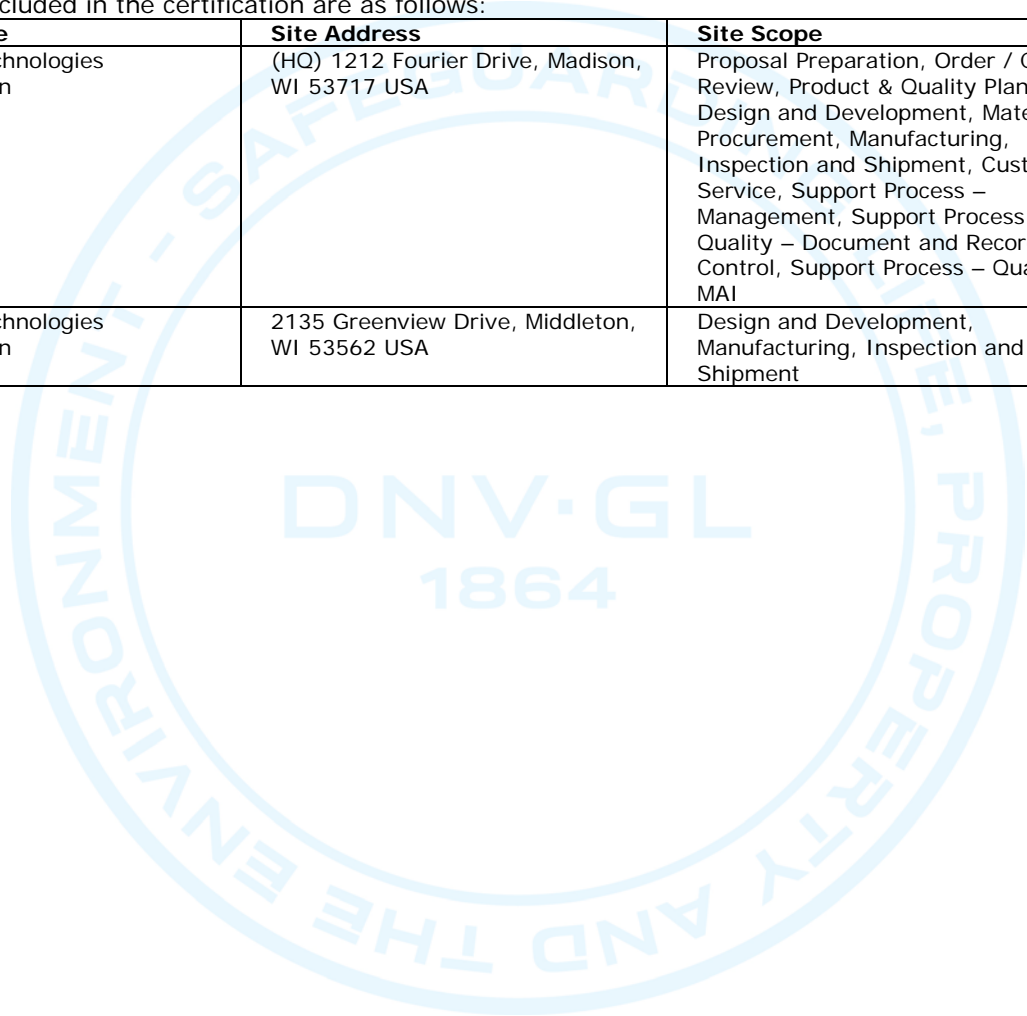 cluded in the certification are as follows:
Site Address
Site Scope
chnologies
(HQ) 1212 Fourier Drive, Madison,
WI 53717 USA
Proposal Preparation, Order /
Review, Product & Quality Plan
Design and Development, Mate
Procurement, Manufacturing,
Inspection and Shipment, Cust
Service, Support Process –
Management, Support Process
Quality – Document and Recor
Control, Support Process – Qua
MAI
chnologies
2135 Greenview Drive, Middleton,
WI 53562 USA
Design and Development,
Manufacturing, Inspection and
Shipment
DNV·GL
1864
SAFEGUARDING LIFE, PROPERTY AND THE ENVIRONMENT -